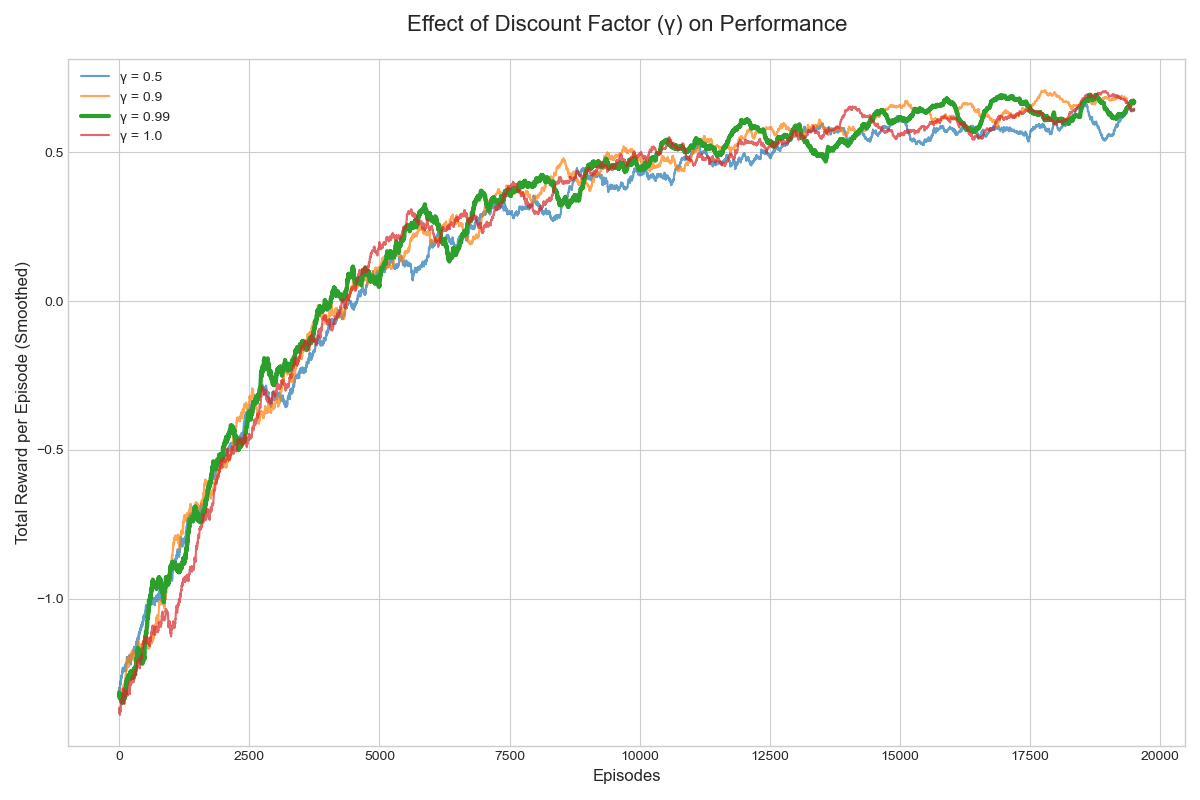 Effect of Discount Factor (γ) on Performance
γ = 0.5
γ = 0.9
γ = 0.99
γ = 1.0
Total Reward per Episode (Smoothed)
0.5
0.0
−0.5
−1.0
0 2500 5000 7500 10000 12500 15000 17500 20000
Episodes